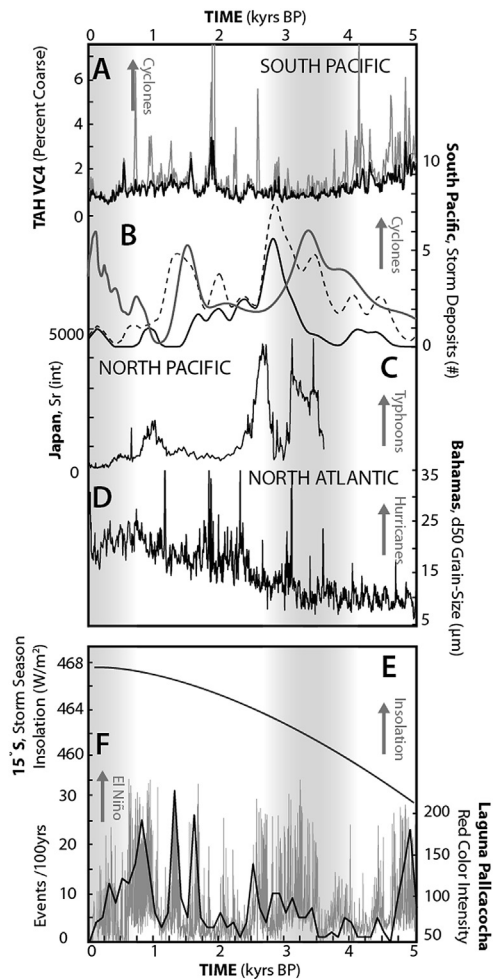 TIME (kyrs BP)
0 1 2 3 4 5
A
Cyclones
SOUTH PACIFIC
TAH VC4 (Percent Coarse)
6
4
2
0
B
Cyclones
South Pacific, Storm Deposits (#)
10
5
0
5000
NORTH PACIFIC
C
Typhoons
Japan, Sr (int)
0
NORTH ATLANTIC
D
Hurricanes
Bahamas, d50 Grain-Size (µm)
35
25
15
5
15°S, Storm Season
Insolation (W/m²)
468
464
460
E
Insolation
F
El Niño
Events /100yrs
30
20
10
0
Laguna Pallcacocha
Red Color Intensity
200
150
100
50
0 1 2 3 4 5
TIME (kyrs BP)